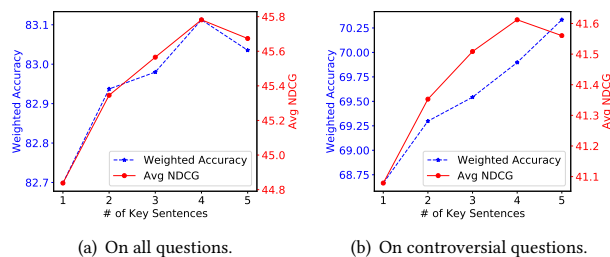 Weighted Accuracy
83.1
83.0
82.9
82.8
82.7
45.8
45.6
45.4
45.2
45.0
44.8
Avg NDCG
Weighted Accuracy
Avg NDCG
1 2 3 4 5
# of Key Sentences
(a) On all questions.
Weighted Accuracy
70.25
70.00
69.75
69.50
69.25
69.00
68.75
41.6
41.5
41.4
41.3
41.2
41.1
Avg NDCG
Weighted Accuracy
Avg NDCG
1 2 3 4 5
# of Key Sentences
(b) On controversial questions.